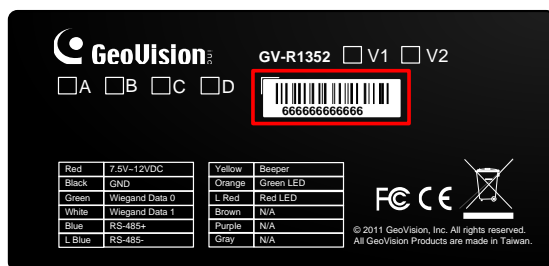 GeoVision Inc
GV-R1352 V1 V2
A B C D
666666666666
Red 7.5V~12VDC
Black GND
Green Wiegand Data 0
White Wiegand Data 1
Blue RS-485+
L Blue RS-485-
Yellow Beeper
Orange Green LED
L Red Red LED
Brown N/A
Purple N/A
Gray N/A
FC CE
© 2011 GeoVision, Inc. All rights reserved.
All GeoVision Products are made in Taiwan.